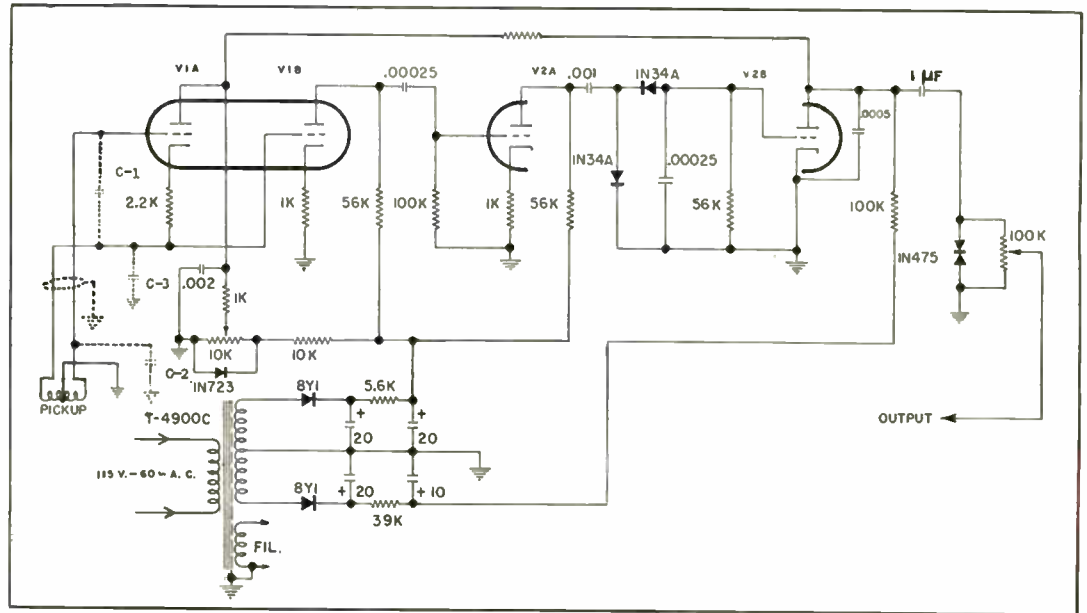 V1A
V1B
.00025
V2A
.001
1N34A
V2B
1 µF
.0005
1N34A
.00025
C-1
2.2K
1K
56K
100K
1K
56K
56K
100K
1N475
100K
C-3
.002
1K
10K
10K
C-2
1N723
PICKUP
T-4900C
8Y1
5.6K
+
+
20
20
OUTPUT
115 V.-60~A.C.
8Y1
+
20
+
10
39K
FIL.